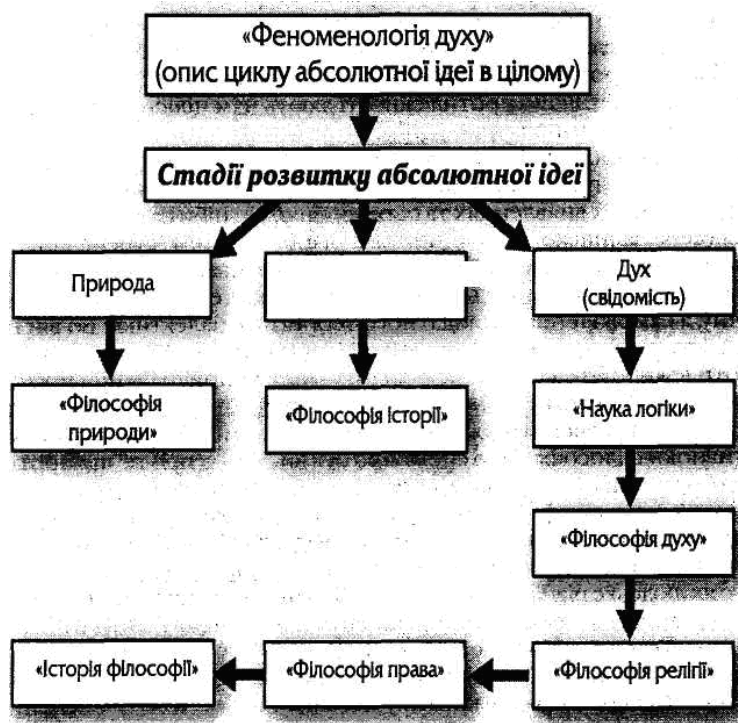 «Феноменологія духу»
(опис циклу абсолютної ідеї в цілому)
Стадії розвитку абсолютної ідеї
Природа
Дух
(свідомість)
«Філософія
природи»
«Філософія історії»
«Наука логіки»
«Філософія духу»
«Історія філософії»
«Філософія права»
«Філософія релігії»